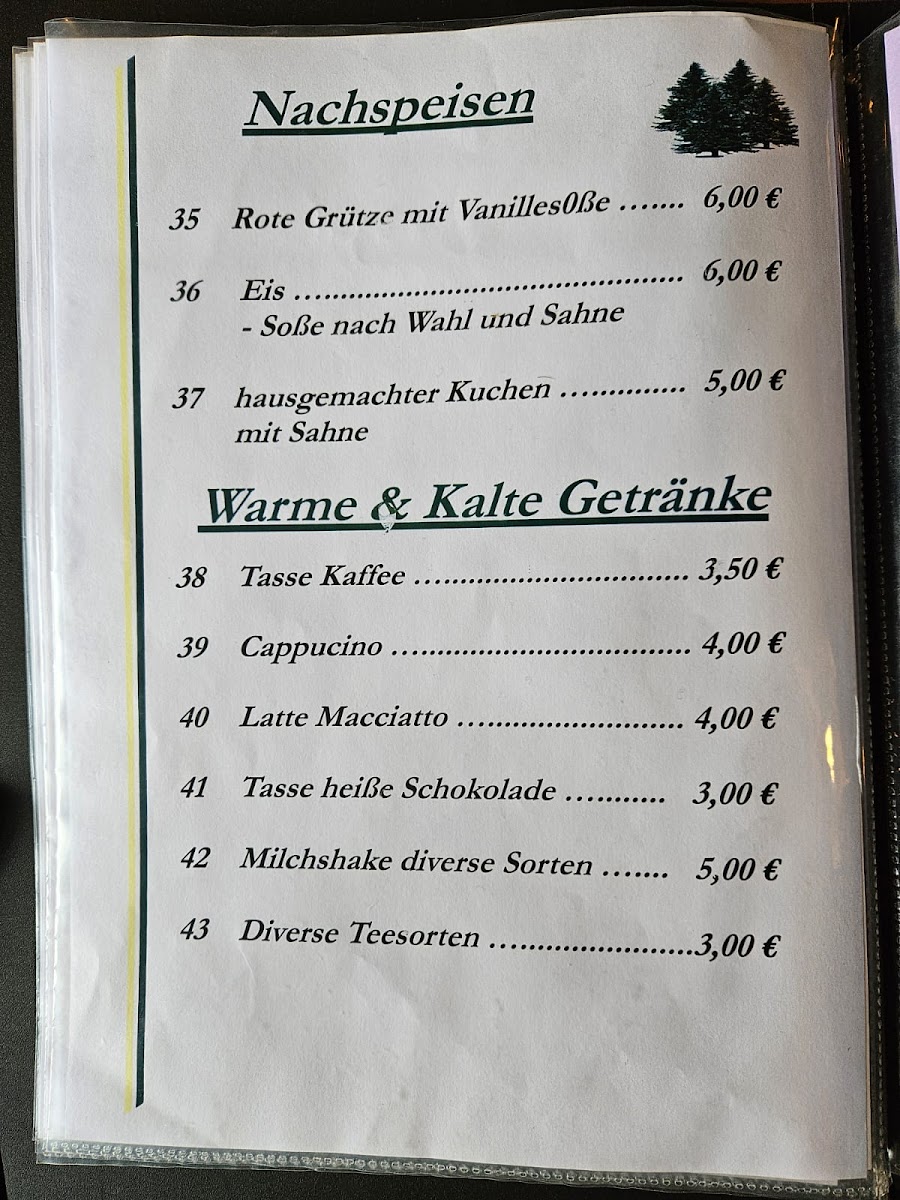 Nachspeisen
35 Rote Grütze mit Vanilles0ße ....... 6,00 €
36 Eis ............................................ 6,00 €
- Soße nach Wahl und Sahne
37 hausgemachter Kuchen .............. 5,00 €
mit Sahne
Warme & Kalte Getränke
38 Tasse Kaffee ................................ 3,50 €
39 Cappucino ................................... 4,00 €
40 Latte Macciatto .......................... 4,00 €
41 Tasse heiße Schokolade .......... 3,00 €
42 Milchshake diverse Sorten ....... 5,00 €
43 Diverse Teesorten ........................3,00 €